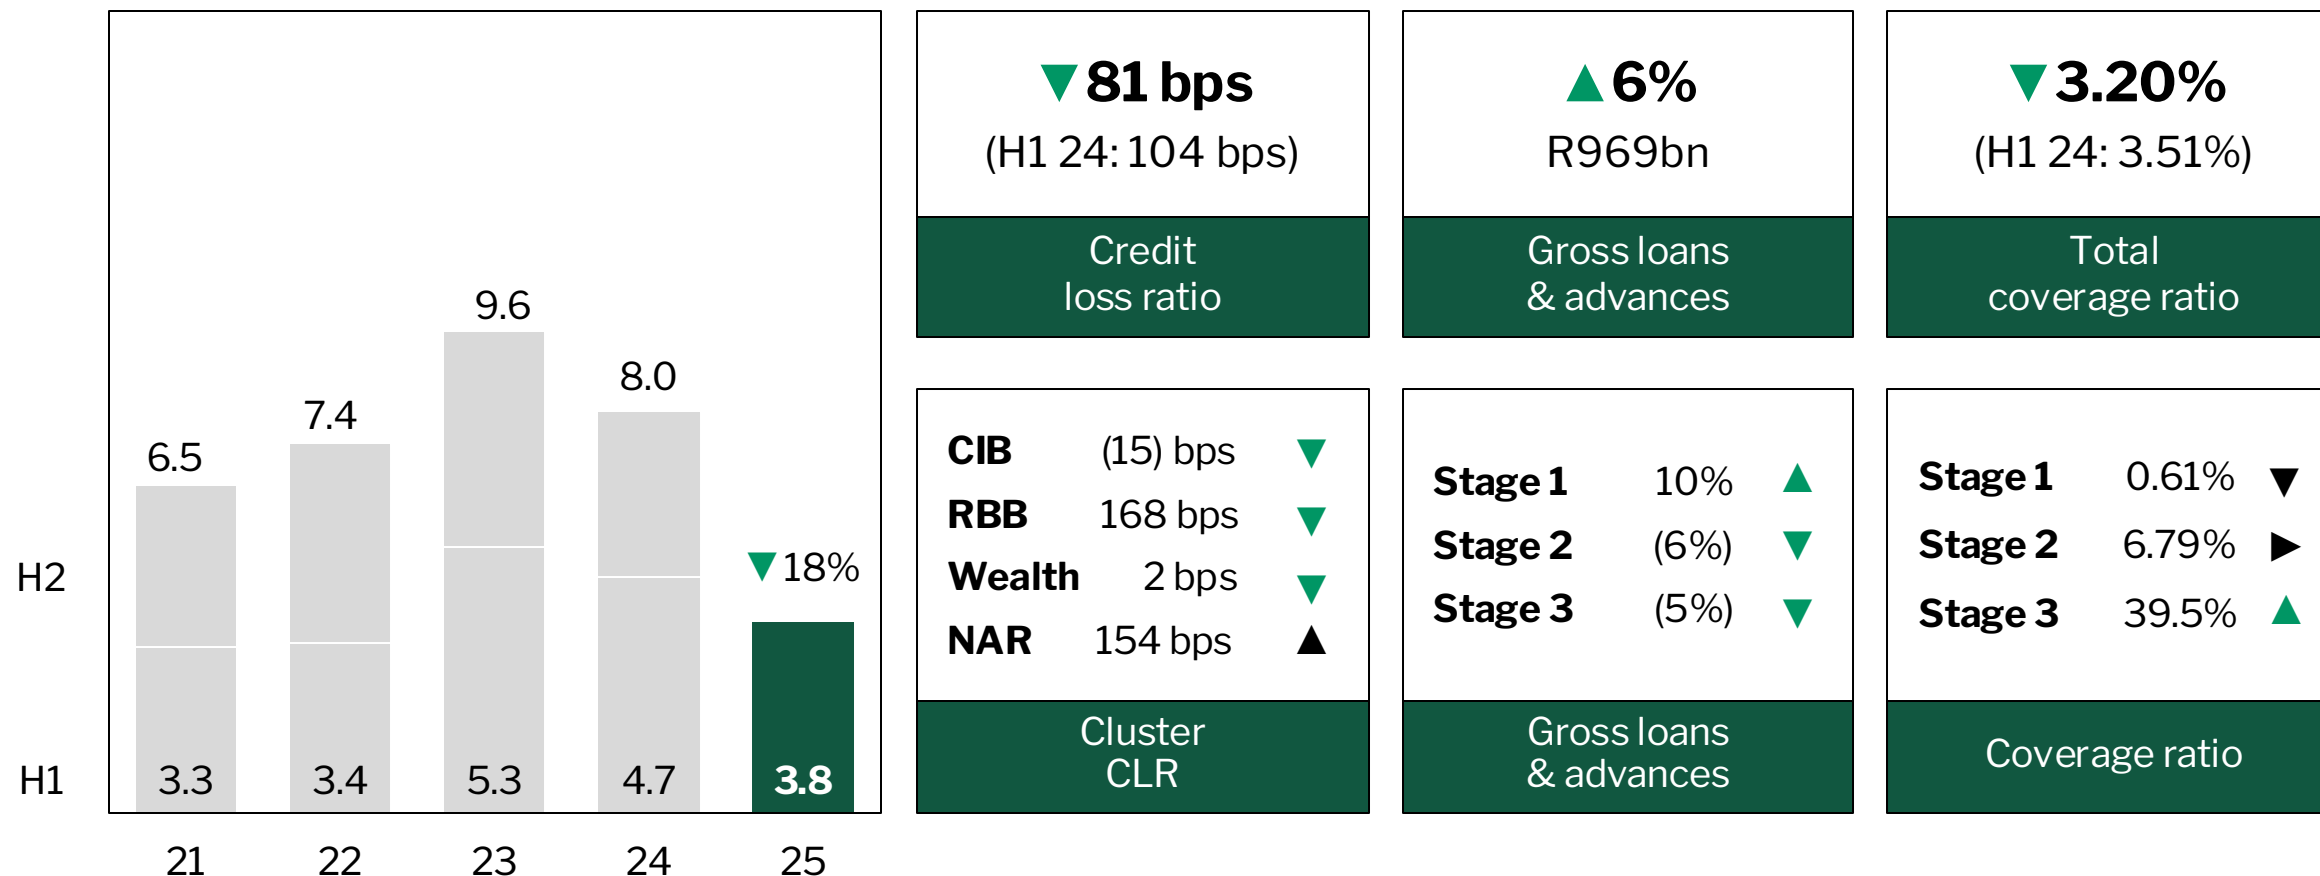 9.6
8.0
7.4
6.5
▼18%
H2
H1
3.3
3.4
5.3
4.7
3.8
21
22
23
24
25
▼81 bps
(H1 24: 104 bps)
Credit
loss ratio
▲6%
R969bn
Gross loans
& advances
▼3.20%
(H1 24: 3.51%)
Total
coverage ratio
CIB (15) bps ▼
RBB 168 bps ▼
Wealth 2 bps ▼
NAR 154 bps ▲
Cluster
CLR
Stage 1 10% ▲
Stage 2 (6%) ▼
Stage 3 (5%) ▼
Gross loans
& advances
Stage 1 0.61% ▼
Stage 2 6.79% ▶
Stage 3 39.5% ▲
Coverage ratio